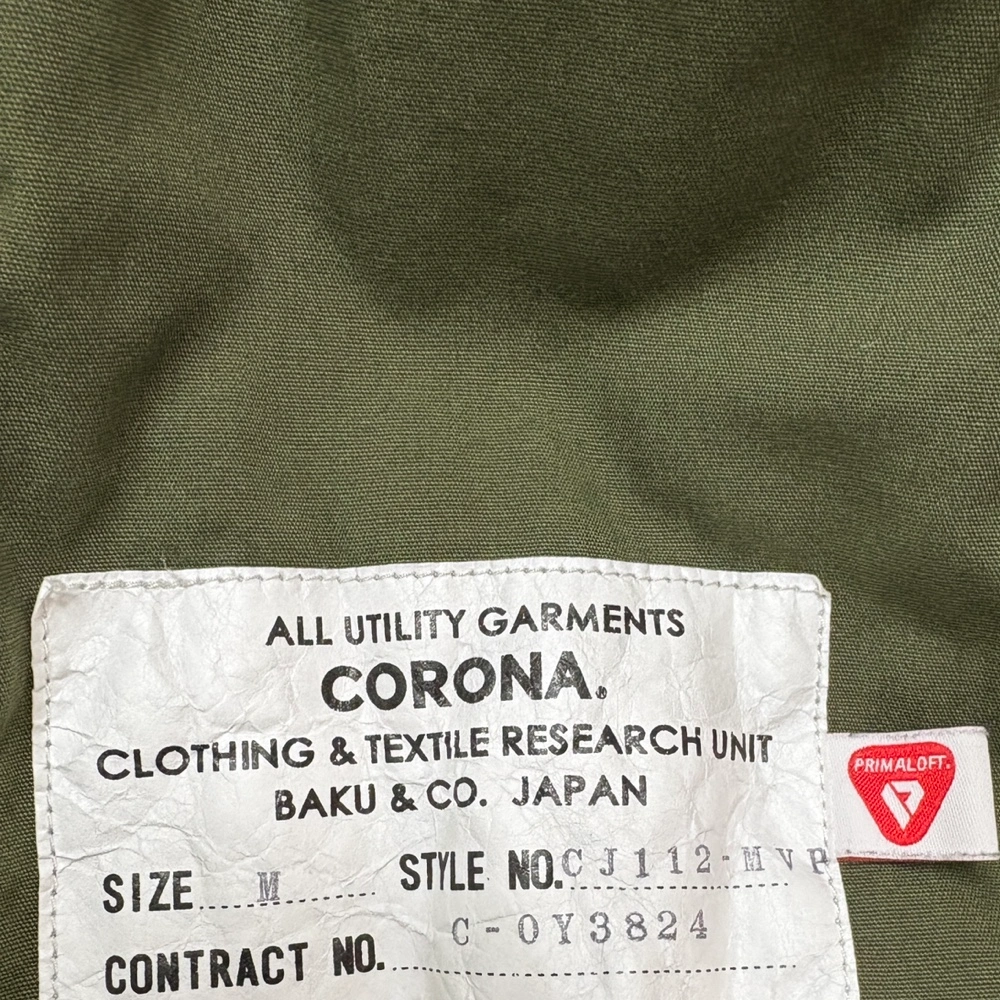 ALL UTILITY GARMENTS
CORONA.
CLOTHING & TEXTILE RESEARCH UNIT
BAKU & CO. JAPAN
PRIMALOFT®
SIZE M STYLE NO. CJ112-MVP
CONTRACT NO. C-0Y3824